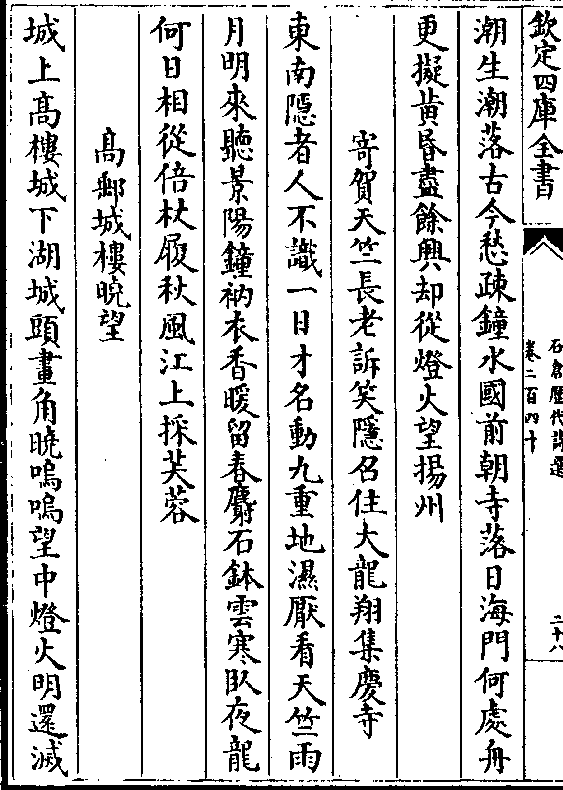 欽定四庫全書
石倉歷代詩選
卷二百四十
二十八
潮生潮落古今愁疎鐘水國前朝寺落日海門何處舟
更擬黃昏盡餘興却從燈火望揚州
寄賀天竺長老訴笑隠名住大龍翔集慶寺
東南隠者人不識一日才名動九重地濕厭看天竺雨
月明來聽景陽鐘衲衣香暖留春麝石鉢雲寒臥夜龍
何日相從倍杖履秋風江上採芙蓉
高郵城樓曉望
城上高樓城下湖城頭畫角曉嗚嗚望中燈火明還滅